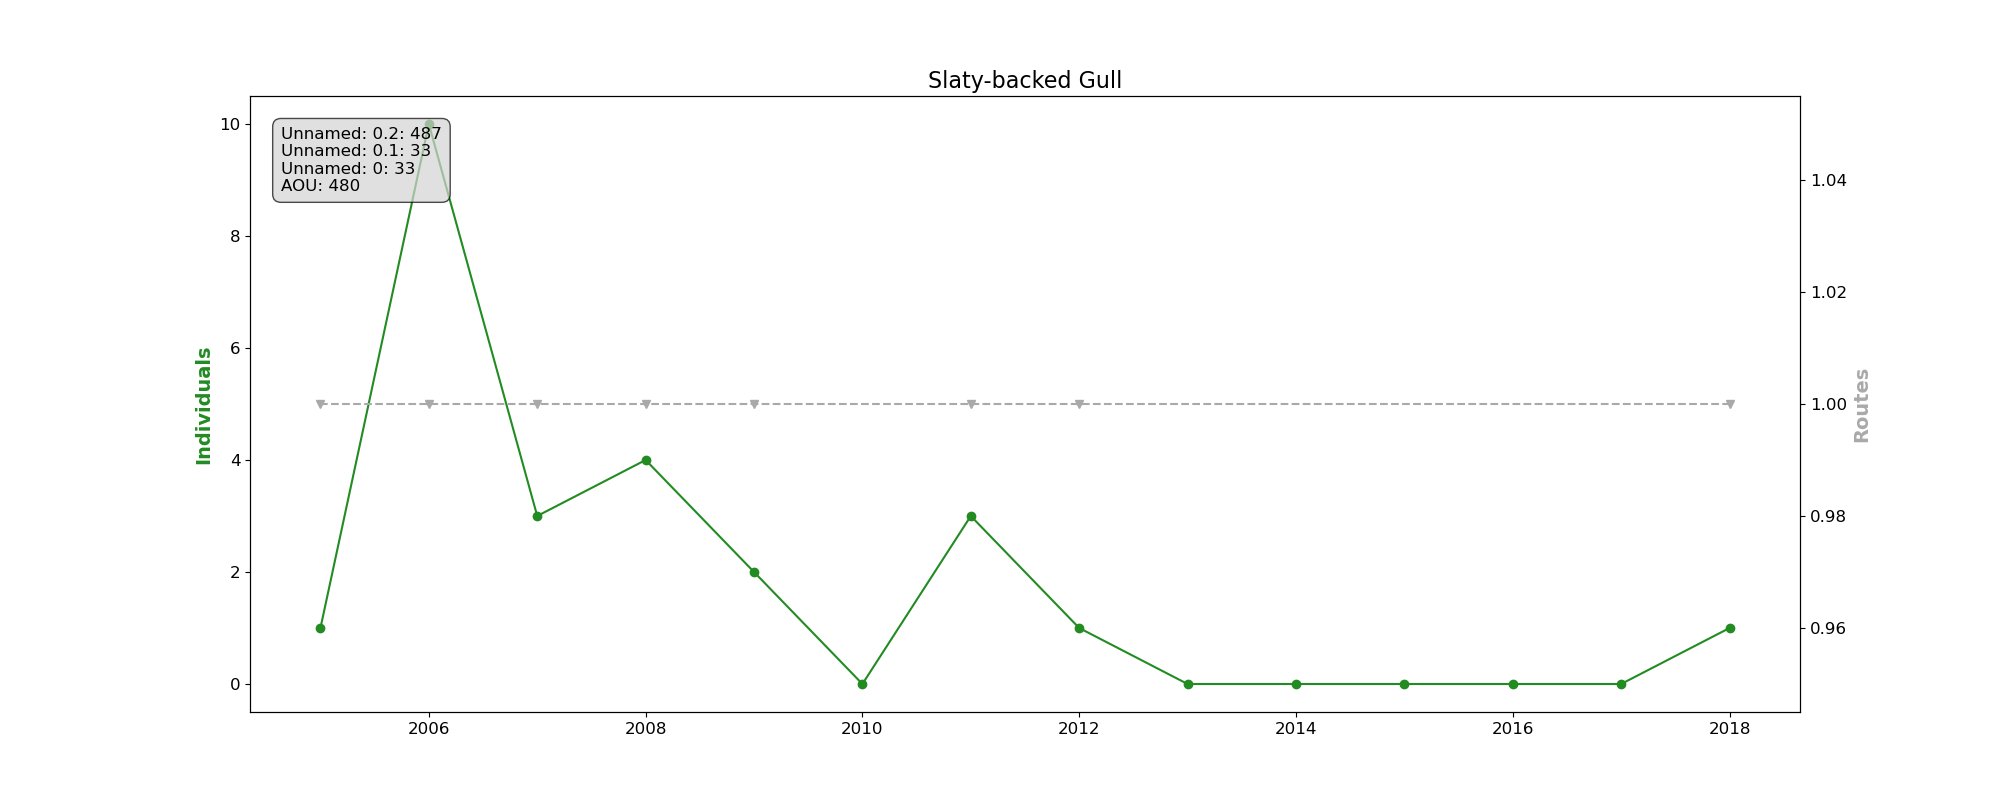 Slaty-backed Gull
Unnamed: 0.2: 487
Unnamed: 0.1: 33
Unnamed: 0: 33
AOU: 480
Individuals
10
8
6
4
2
0
Routes
1.04
1.02
1.00
0.98
0.96
2006 2008 2010 2012 2014 2016 2018